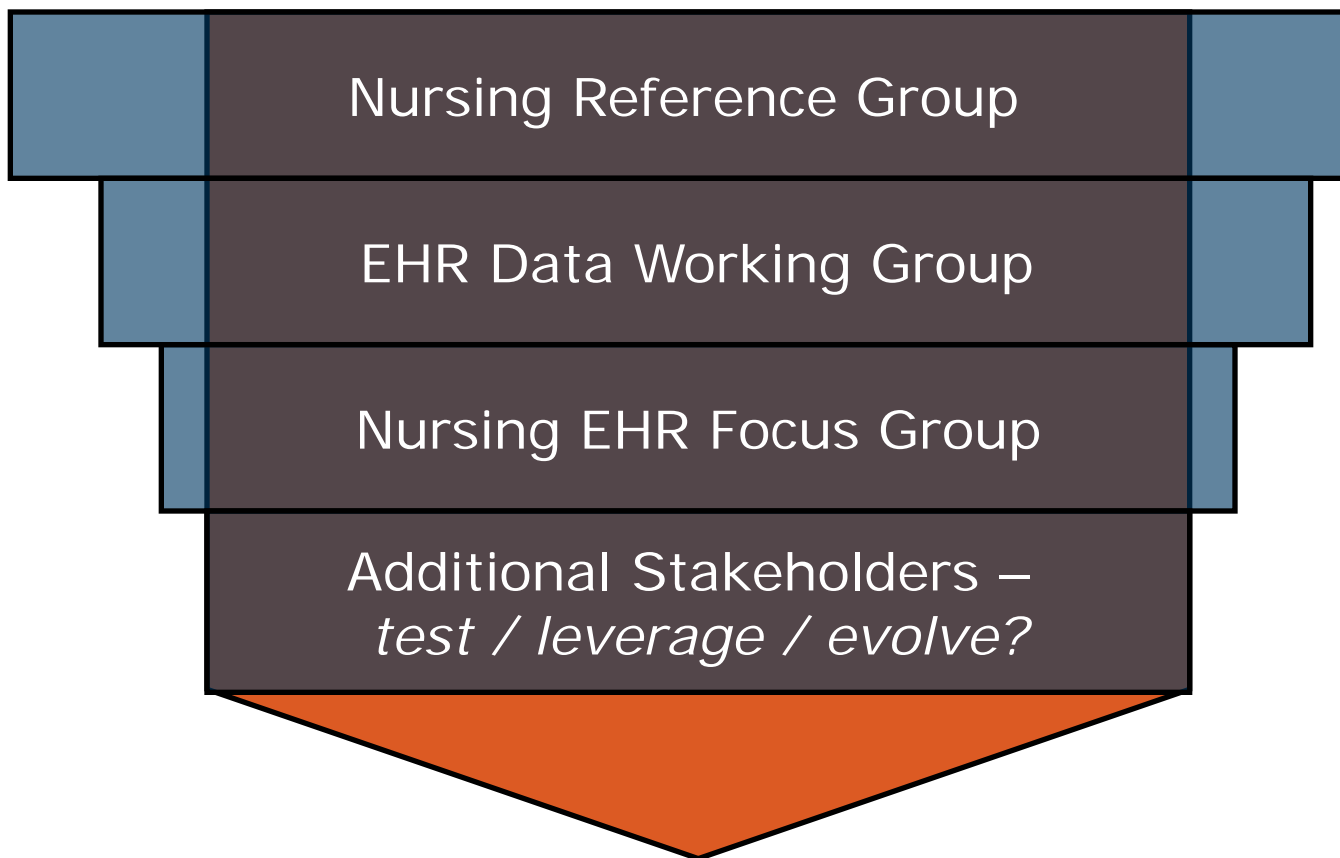 Nursing Reference Group
EHR Data Working Group
Nursing EHR Focus Group
Additional Stakeholders –
test / leverage / evolve?